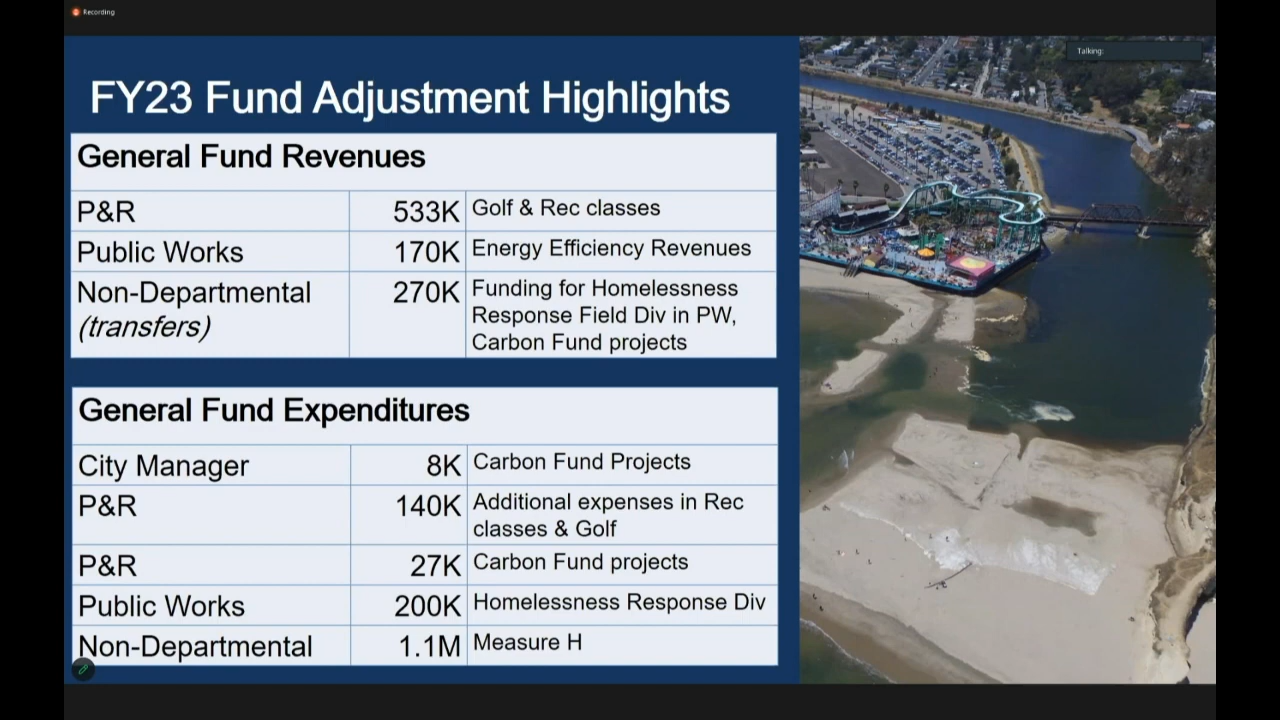 Recording
Talking:
FY23 Fund Adjustment Highlights
General Fund Revenues
P&R 533K Golf & Rec classes
Public Works 170K Energy Efficiency Revenues
Non-Departmental 270K Funding for Homelessness
(transfers) Response Field Div in PW,
Carbon Fund projects
General Fund Expenditures
City Manager 8K Carbon Fund Projects
P&R 140K Additional expenses in Rec
classes & Golf
P&R 27K Carbon Fund projects
Public Works 200K Homelessness Response Div
Non-Departmental 1.1M Measure H